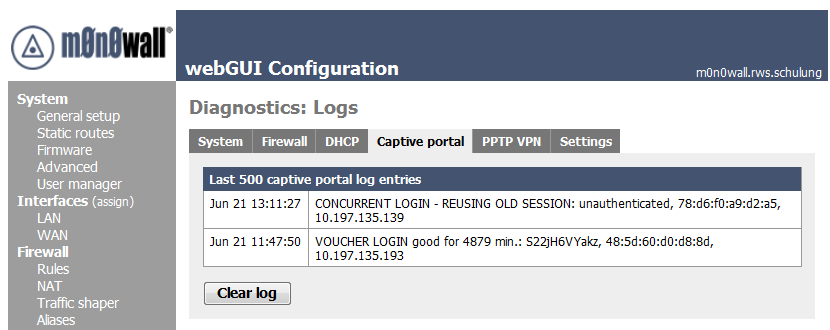 m0n0wall®
webGUI Configuration
m0n0wall.rws.schulung
System
General setup
Static routes
Firmware
Advanced
User manager
Interfaces (assign)
LAN
WAN
Firewall
Rules
NAT
Traffic shaper
Aliases
Diagnostics: Logs
System Firewall DHCP Captive portal PPTP VPN Settings
Last 500 captive portal log entries
Jun 21 13:11:27 CONCURRENT LOGIN - REUSING OLD SESSION: unauthenticated, 78:d6:f0:a9:d2:a5,
10.197.135.139
Jun 21 11:47:50 VOUCHER LOGIN good for 4879 min.: S22jH6VYakz, 48:5d:60:d0:d8:8d,
10.197.135.193
Clear log